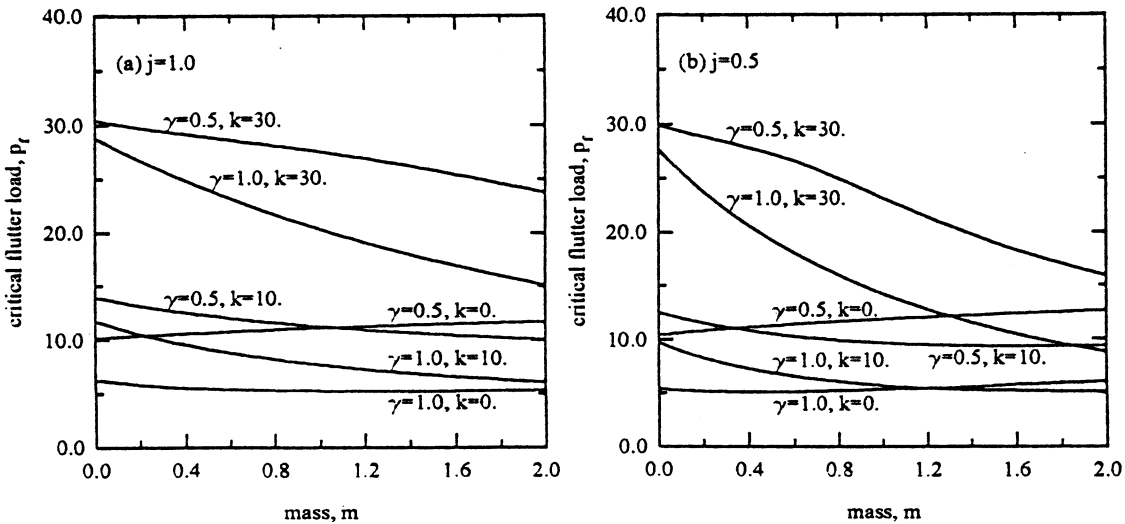 40.0
30.0
20.0
10.0
0.0
critical flutter load, p_f
(a) j=1.0
γ=0.5, k=30.
γ=1.0, k=30.
γ=0.5, k=10.
γ=0.5, k=0.
γ=1.0, k=10.
γ=1.0, k=0.
0.0 0.4 0.8 1.2 1.6 2.0
mass, m
40.0
30.0
20.0
10.0
0.0
critical flutter load, p_f
(b) j=0.5
γ=0.5, k=30.
γ=1.0, k=30.
γ=0.5, k=0.
γ=1.0, k=10.
γ=0.5, k=10.
γ=1.0, k=0.
0.0 0.4 0.8 1.2 1.6 2.0
mass, m